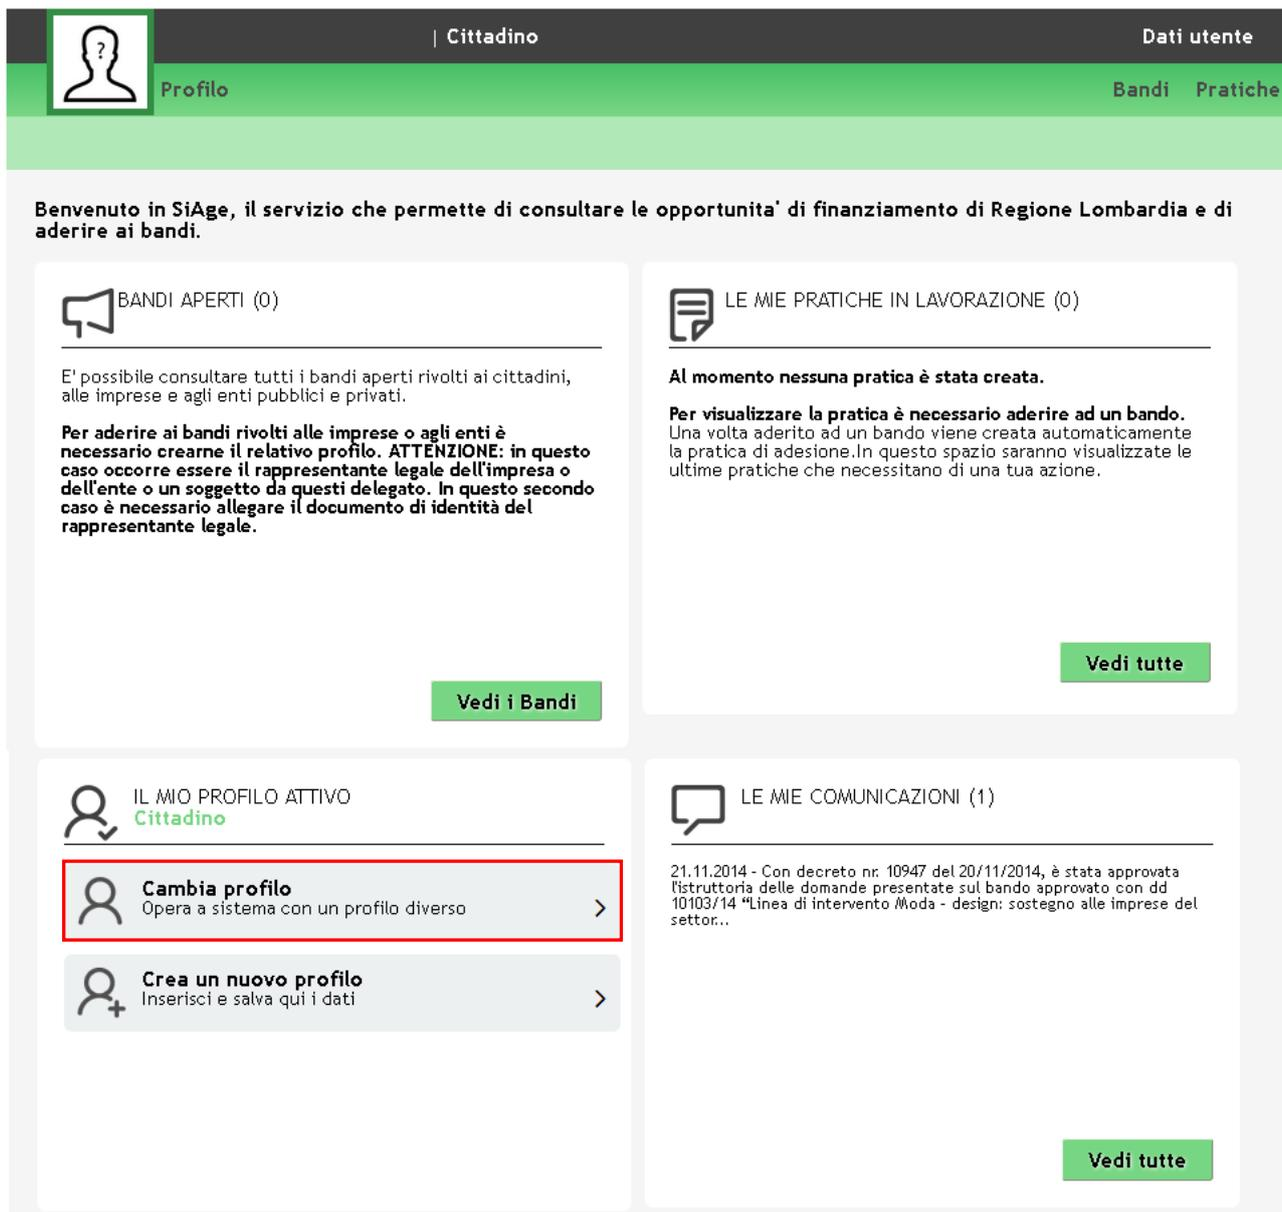 ?
| Cittadino
Dati utente
Profilo
Bandi Pratiche
Benvenuto in SiAge, il servizio che permette di consultare le opportunita' di finanziamento di Regione Lombardia e di
aderire ai bandi.
BANDI APERTI (0)
E' possibile consultare tutti i bandi aperti rivolti ai cittadini,
alle imprese e agli enti pubblici e privati.
Per aderire ai bandi rivolti alle imprese o agli enti è
necessario crearne il relativo profilo. ATTENZIONE: in questo
caso occorre essere il rappresentante legale dell'impresa o
dell'ente o un soggetto da questi delegato. In questo secondo
caso è necessario allegare il documento di identità del
rappresentante legale.
Vedi i Bandi
LE MIE PRATICHE IN LAVORAZIONE (0)
Al momento nessuna pratica è stata creata.
Per visualizzare la pratica è necessario aderire ad un bando.
Una volta aderito ad un bando viene creata automaticamente
la pratica di adesione.In questo spazio saranno visualizzate le
ultime pratiche che necessitano di una tua azione.
Vedi tutte
IL MIO PROFILO ATTIVO
Cittadino
Cambia profilo
Opera a sistema con un profilo diverso
Crea un nuovo profilo
Inserisci e salva qui i dati
LE MIE COMUNICAZIONI (1)
21.11.2014 - Con decreto nr. 10947 del 20/11/2014, è stata approvata
l'istruttoria delle domande presentate sul bando approvato con dd
10103/14 “Linea di intervento Moda - design: sostegno alle imprese del
settor...
Vedi tutte